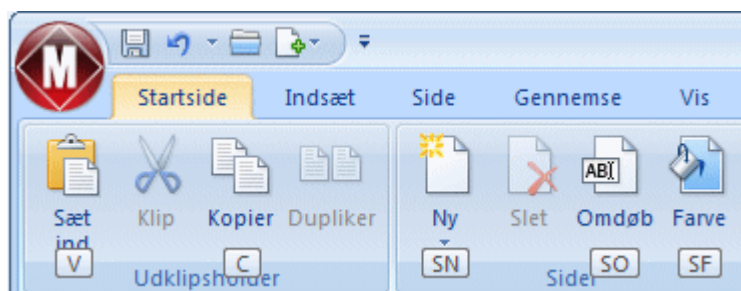 M
Startside Indsæt Side Gennemse Vis
ABI
Sæt ind Klip Kopier Dupliker Ny Slet Omdøb Farve
V C SN SO SF
Udklipsholder Sider